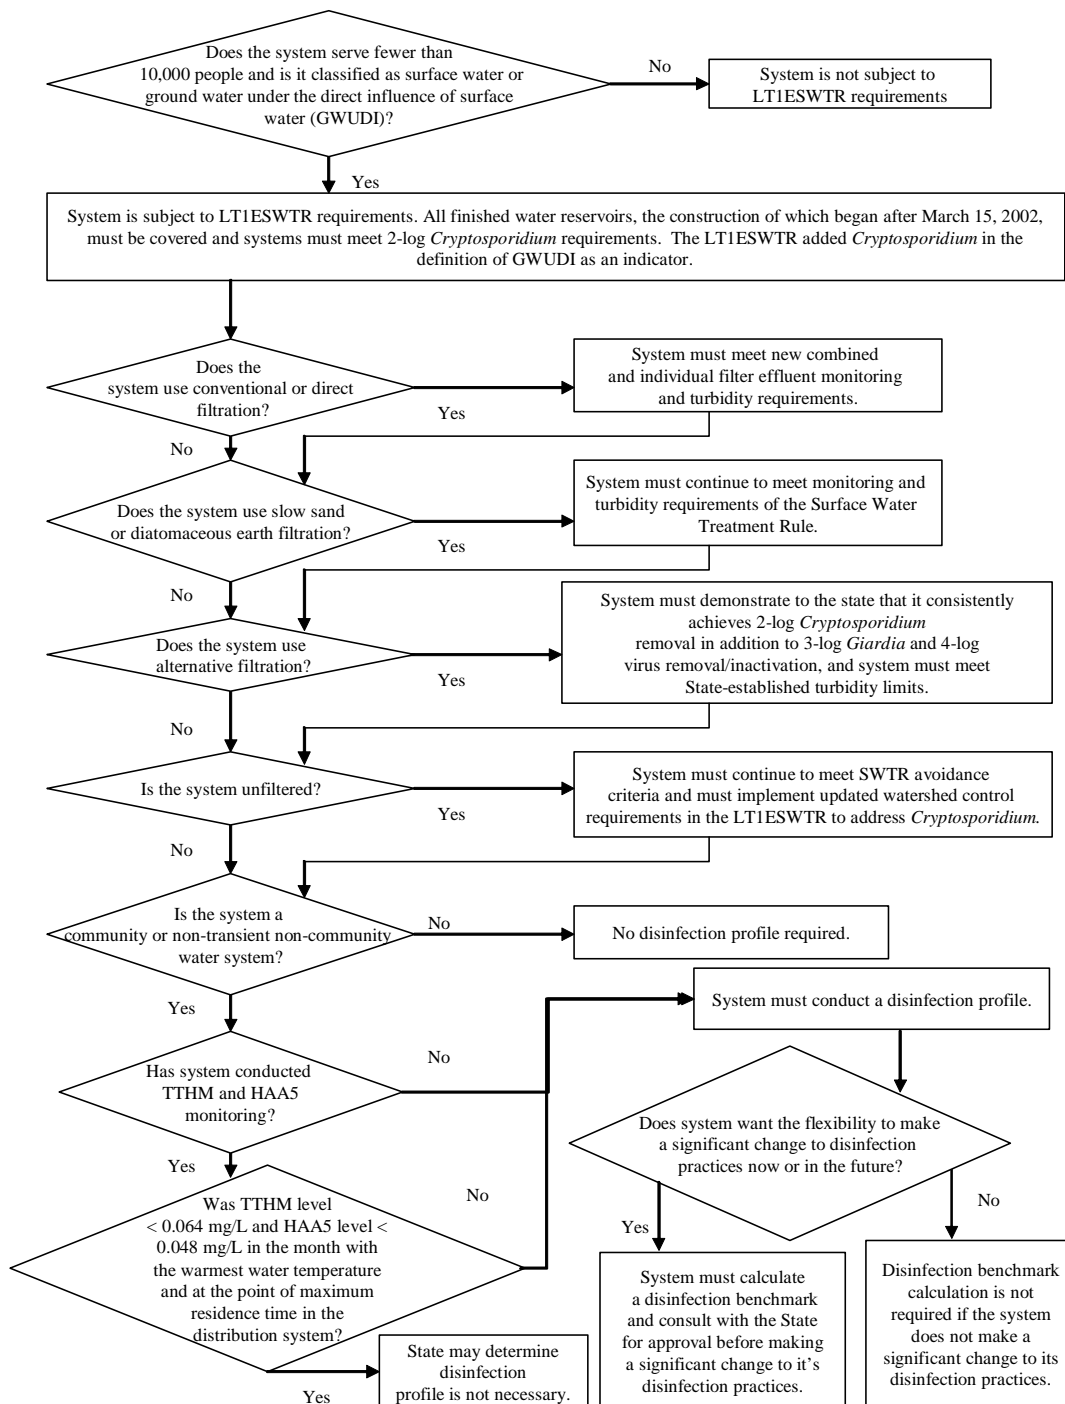 Does the system serve fewer than
10,000 people and is it classified as surface water or
ground water under the direct influence of surface
water (GWUDI)?
No
System is not subject to
LT1ESWTR requirements
Yes
System is subject to LT1ESWTR requirements. All finished water reservoirs, the construction of which began after March 15, 2002,
must be covered and systems must meet 2-log Cryptosporidium requirements. The LT1ESWTR added Cryptosporidium in the
definition of GWUDI as an indicator.
Does the
system use conventional or direct
filtration?
Yes
System must meet new combined
and individual filter effluent monitoring
and turbidity requirements.
No
Does the system use slow sand
or diatomaceous earth filtration?
Yes
System must continue to meet monitoring and
turbidity requirements of the Surface Water
Treatment Rule.
No
Does the system use
alternative filtration?
Yes
System must demonstrate to the state that it consistently
achieves 2-log Cryptosporidium
removal in addition to 3-log Giardia and 4-log
virus removal/inactivation, and system must meet
State-established turbidity limits.
No
Is the system unfiltered?
Yes
System must continue to meet SWTR avoidance
criteria and must implement updated watershed control
requirements in the LT1ESWTR to address Cryptosporidium.
No
Is the system a
community or non-transient non-community
water system?
No
No disinfection profile required.
Yes
System must conduct a disinfection profile.
Has system conducted
TTHM and HAA5
monitoring?
No
Does system want the flexibility to make
a significant change to disinfection
practices now or in the future?
Yes
Was TTHM level
< 0.064 mg/L and HAA5 level <
0.048 mg/L in the month with
the warmest water temperature
and at the point of maximum
residence time in the
distribution system?
No
Yes
No
System must calculate
a disinfection benchmark
and consult with the State
for approval before making
a significant change to it's
disinfection practices.
Disinfection benchmark
calculation is not
required if the system
does not make a
significant change to its
disinfection practices.
Yes
State may determine
disinfection
profile is not necessary.